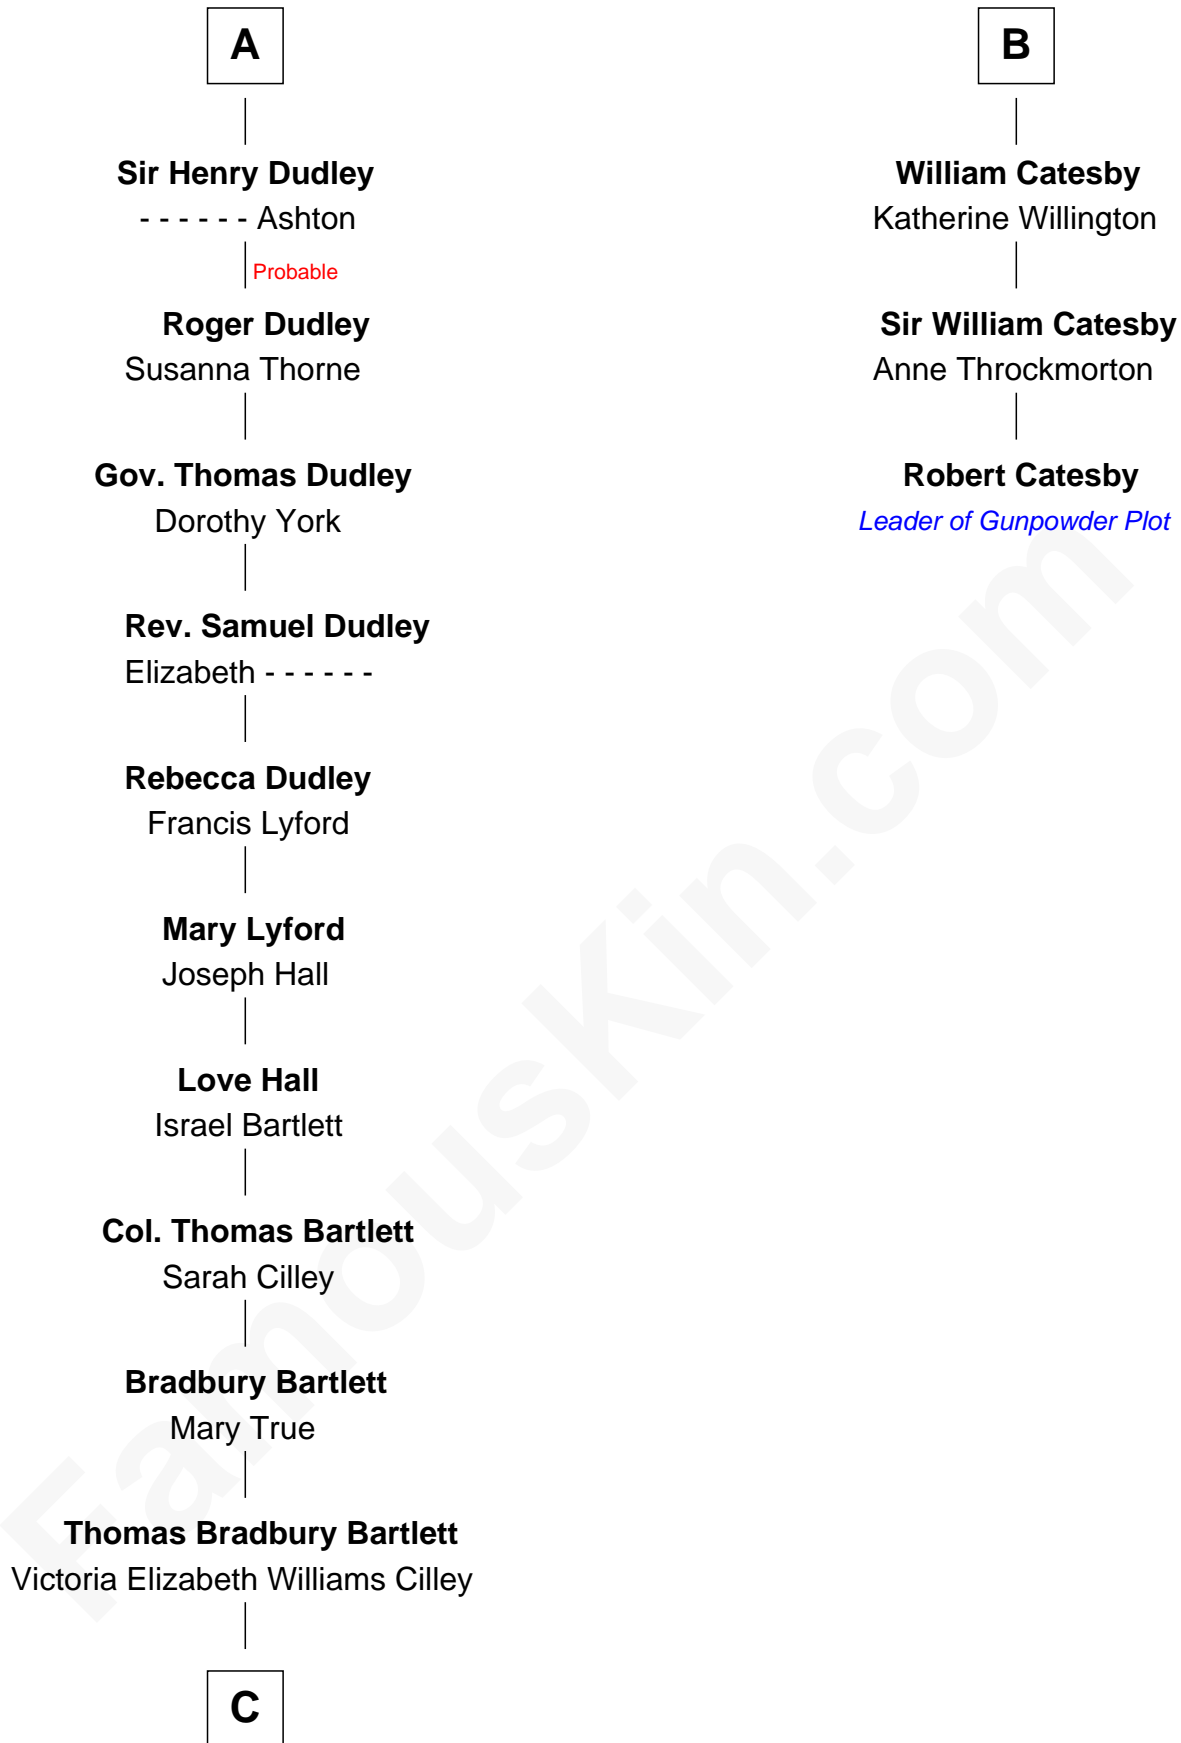 A
Sir Henry Dudley
- - - - - - Ashton
Probable
Roger Dudley
Susanna Thorne
Gov. Thomas Dudley
Dorothy York
Rev. Samuel Dudley
Elizabeth - - - - - -
Rebecca Dudley
Francis Lyford
Mary Lyford
Joseph Hall
Love Hall
Israel Bartlett
Col. Thomas Bartlett
Sarah Cilley
Bradbury Bartlett
Mary True
Thomas Bradbury Bartlett
Victoria Elizabeth Williams Cilley
C
B
William Catesby
Katherine Willington
Sir William Catesby
Anne Throckmorton
Robert Catesby
Leader of Gunpowder Plot
FamousKin.com